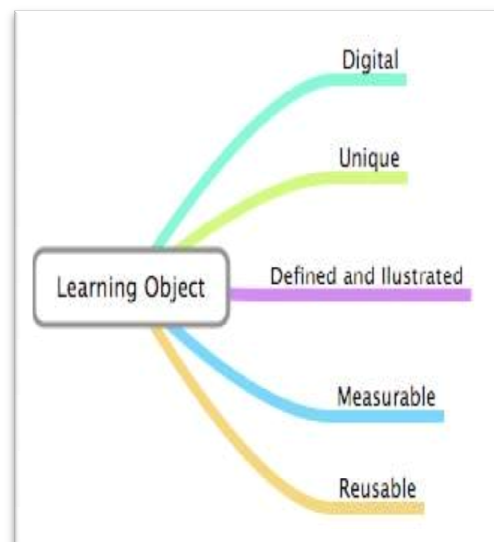 Digital
Unique
Learning Object
Defined and Ilustrated
Measurable
Reusable